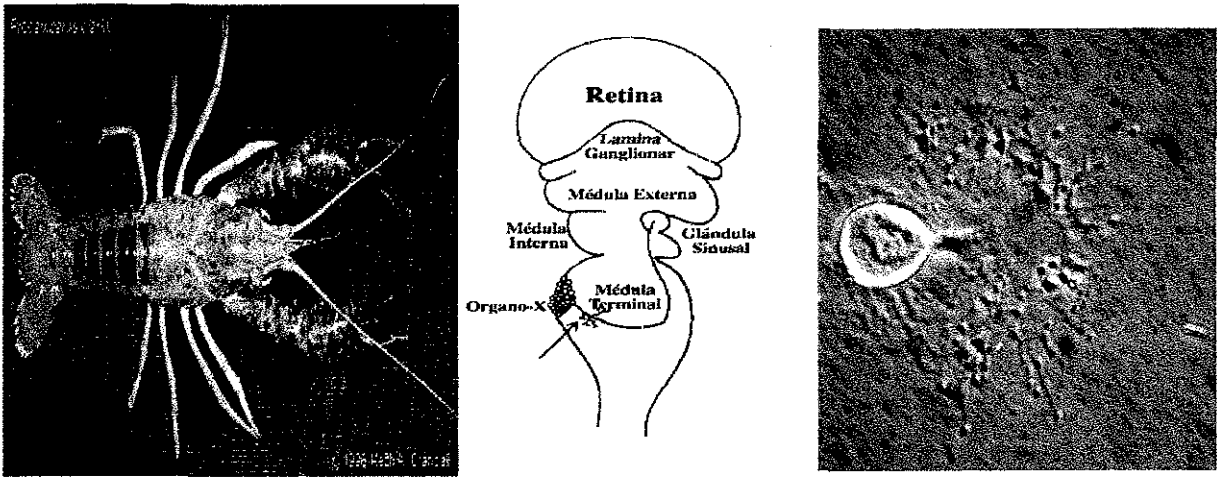 Retina
Lamina
Ganglionar
Médula Externa
Médula
Interna
Glándula
Sinusal
Organo-X
Médula
Terminal